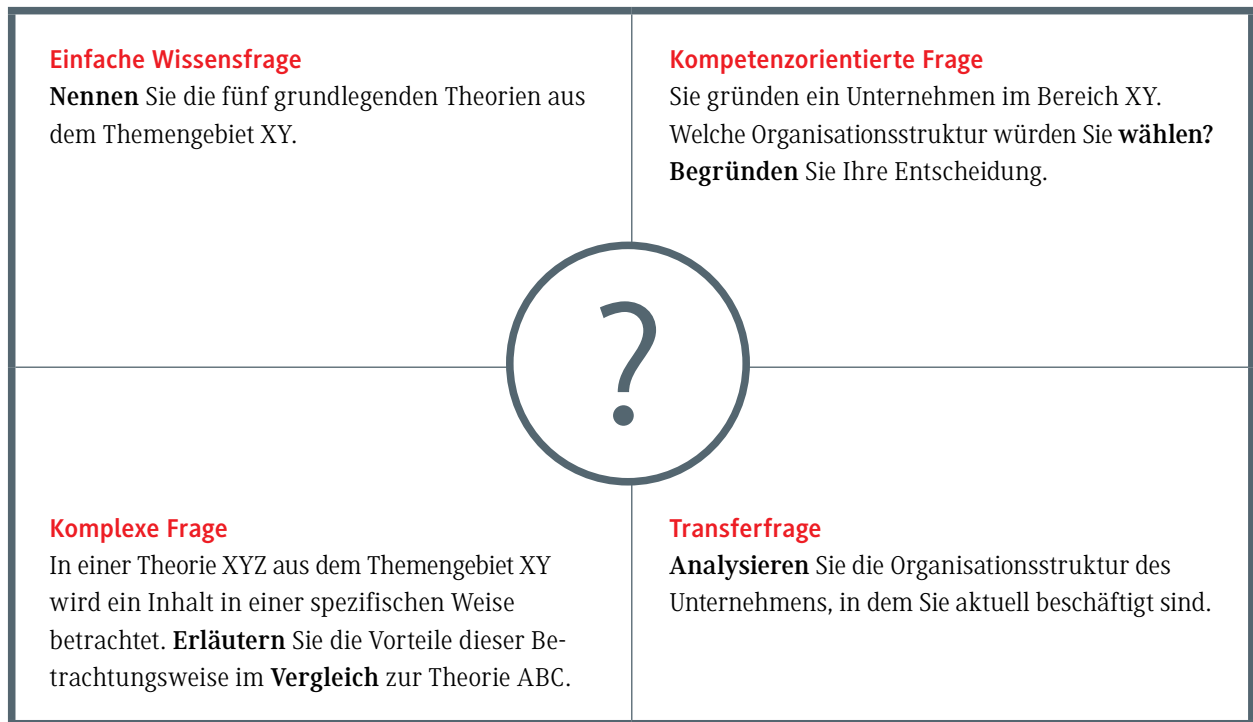 Einfache Wissensfrage
Nennen Sie die fünf grundlegenden Theorien aus
dem Themengebiet XY.
Kompetenzorientierte Frage
Sie gründen ein Unternehmen im Bereich XY.
Welche Organisationsstruktur würden Sie wählen?
Begründen Sie Ihre Entscheidung.
?
Komplexe Frage
In einer Theorie XYZ aus dem Themengebiet XY
wird ein Inhalt in einer spezifischen Weise
betrachtet. Erläutern Sie die Vorteile dieser Be-
trachtungsweise im Vergleich zur Theorie ABC.
Transferfrage
Analysieren Sie die Organisationsstruktur des
Unternehmens, in dem Sie aktuell beschäftigt sind.